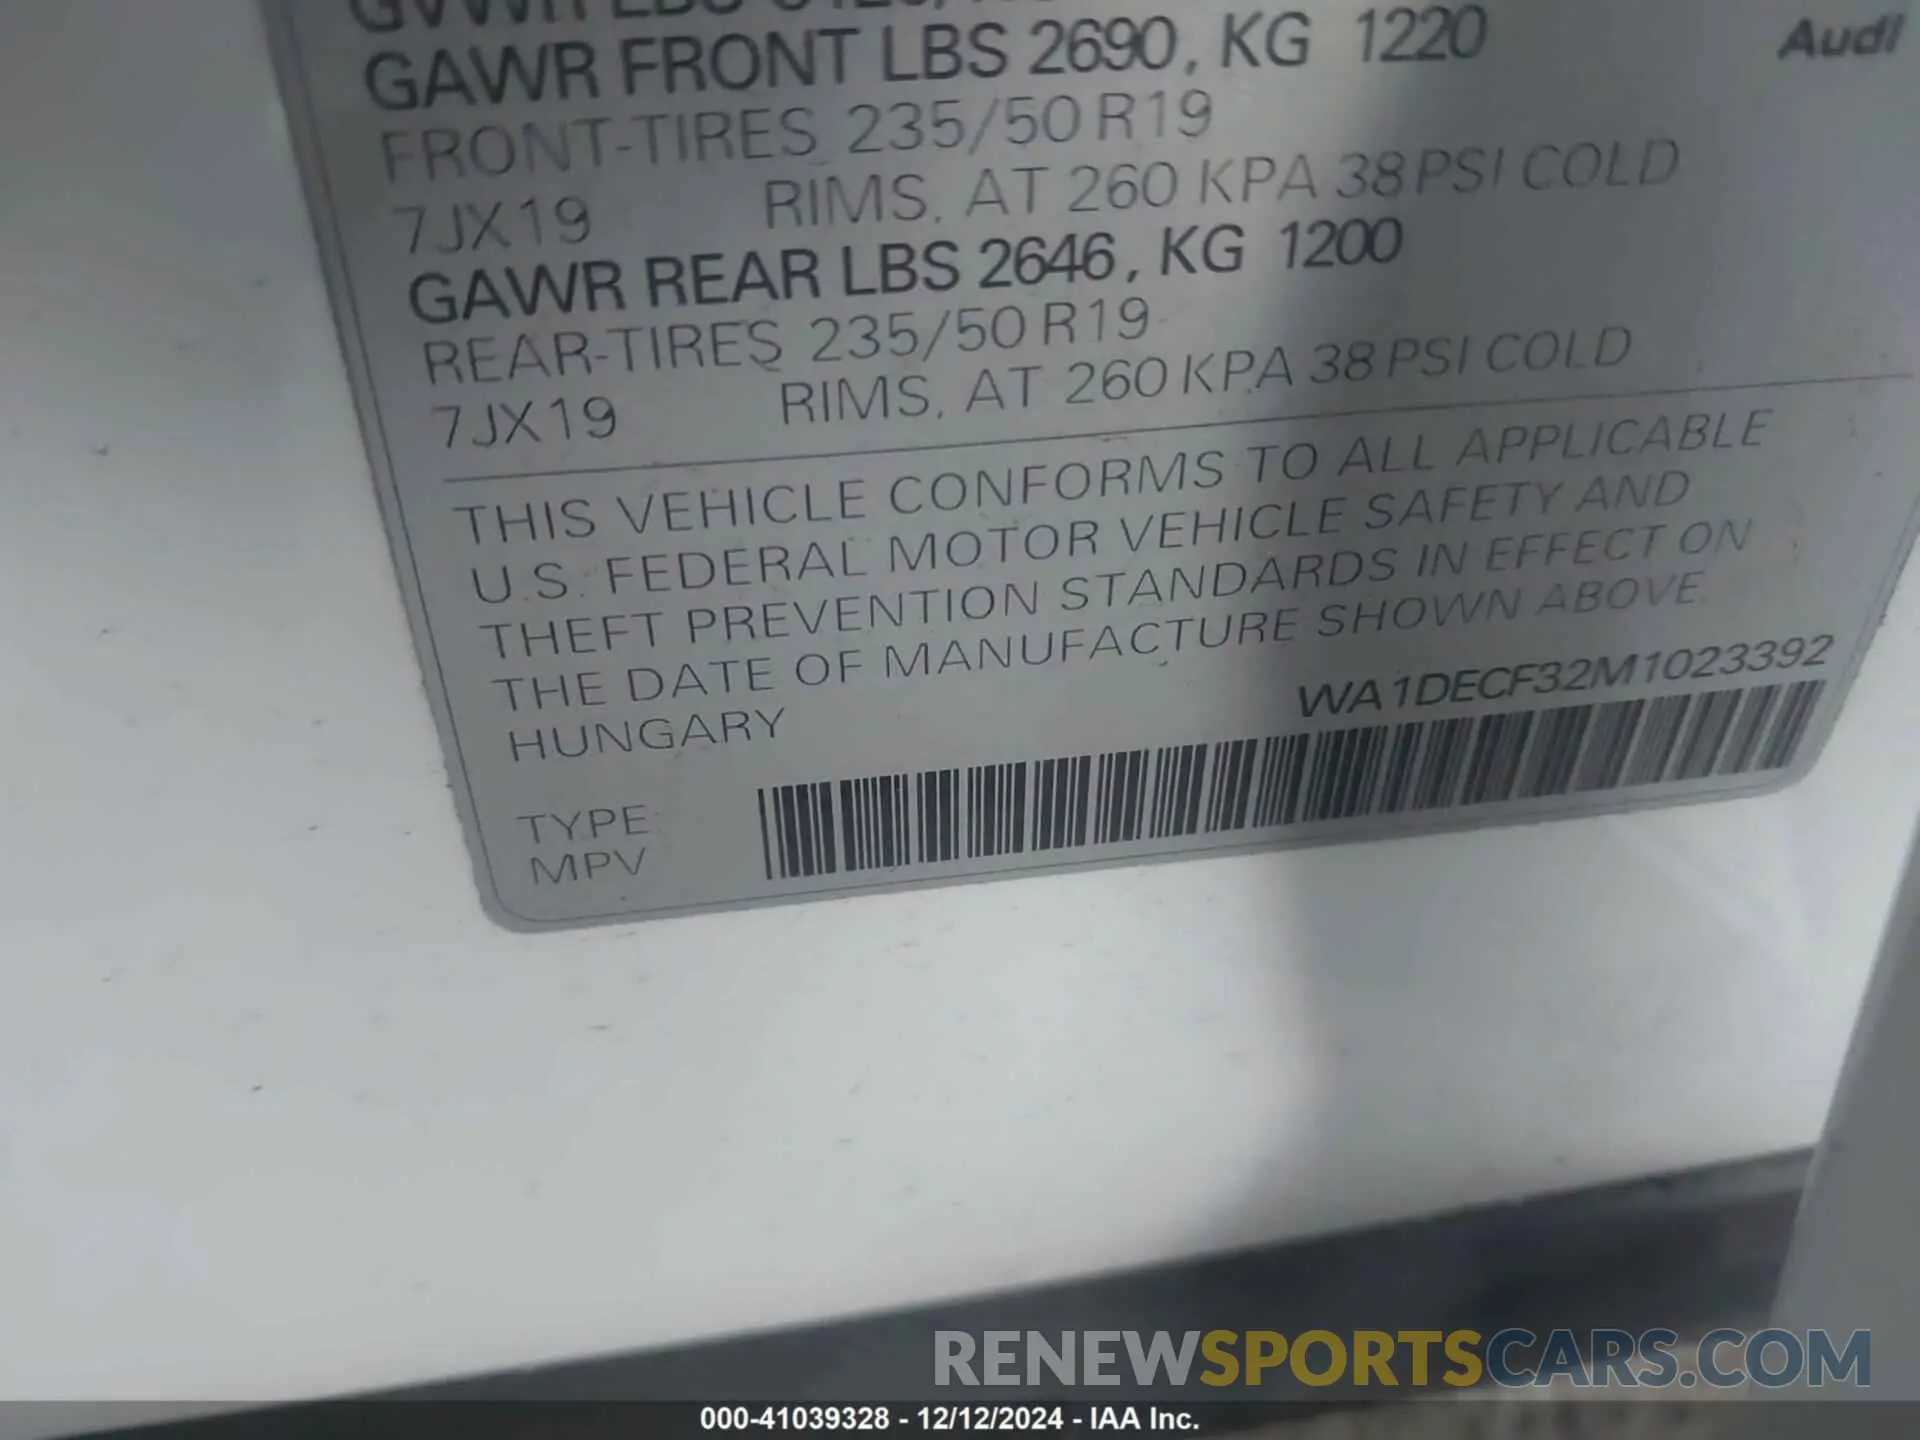 GVWR LBS
GAWR FRONT LBS 2690, KG 1220
Audi
FRONT-TIRES 235/50 R19
7JX19 RIMS, AT 260 KPA 38 PSI COLD
GAWR REAR LBS 2646, KG 1200
REAR-TIRES 235/50 R19
7JX19 RIMS, AT 260 KPA 38 PSI COLD
THIS VEHICLE CONFORMS TO ALL APPLICABLE
U.S. FEDERAL MOTOR VEHICLE SAFETY AND
THEFT PREVENTION STANDARDS IN EFFECT ON
THE DATE OF MANUFACTURE SHOWN ABOVE.
HUNGARY
WA1DECF32M1023392
TYPE:
MPV
RENEWSPORTSCARS.COM
000-41039328 - 12/12/2024 - IAA Inc.